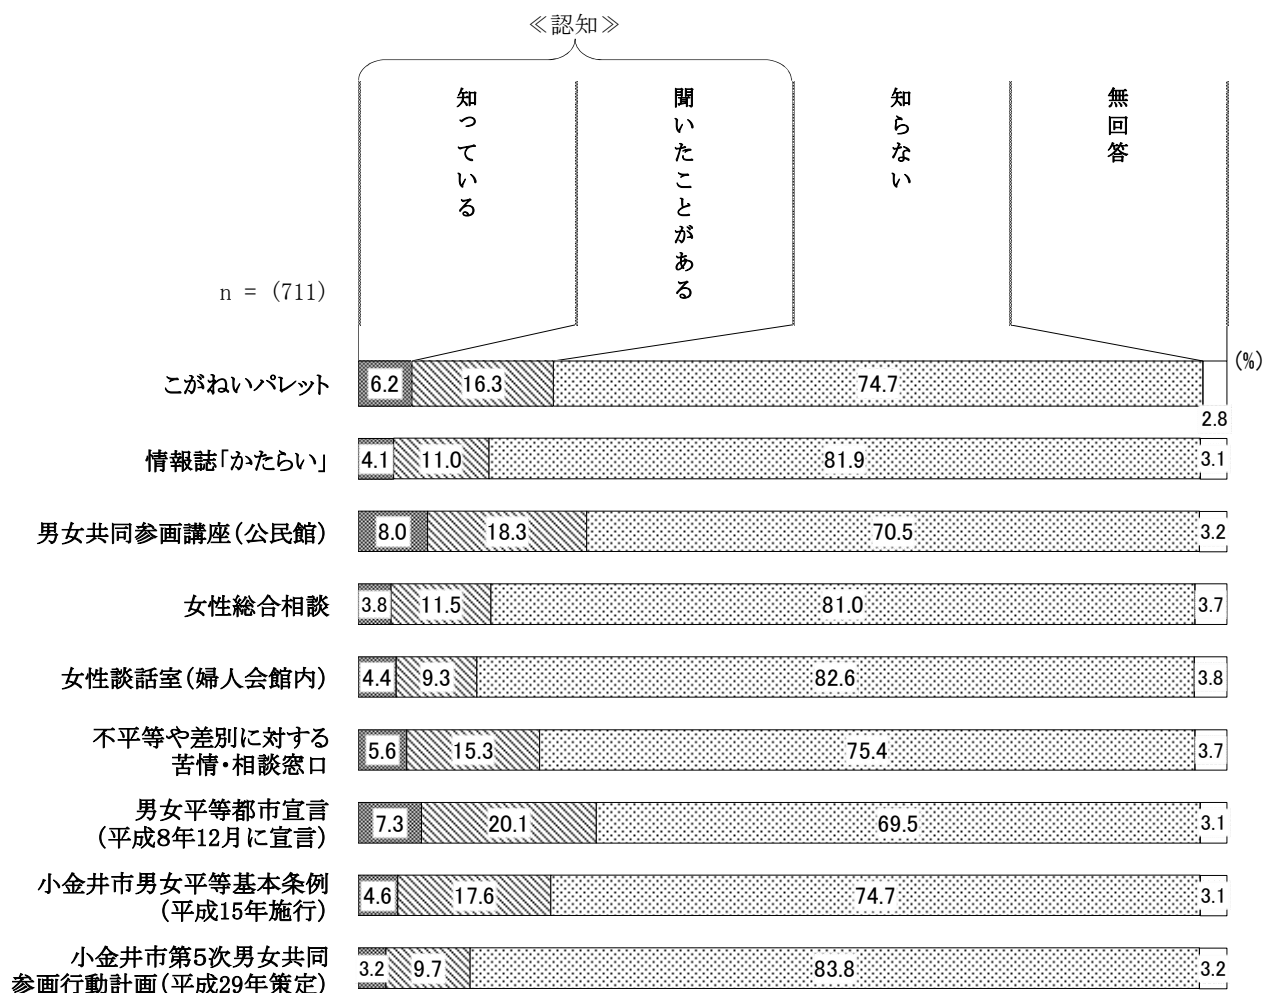 ≪認知≫
知っている
聞いたことがある
知らない
無回答
n = (711)
(%)
こがねいパレット
6.2 16.3 74.7 2.8
情報誌「かたらい」
4.1 11.0 81.9 3.1
男女共同参画講座(公民館)
8.0 18.3 70.5 3.2
女性総合相談
3.8 11.5 81.0 3.7
女性談話室(婦人会館内)
4.4 9.3 82.6 3.8
不平等や差別に対する
苦情・相談窓口
5.6 15.3 75.4 3.7
男女平等都市宣言
(平成8年12月に宣言)
7.3 20.1 69.5 3.1
小金井市男女平等基本条例
(平成15年施行)
4.6 17.6 74.7 3.1
小金井市第5次男女共同
参画行動計画(平成29年策定)
3.2 9.7 83.8 3.2